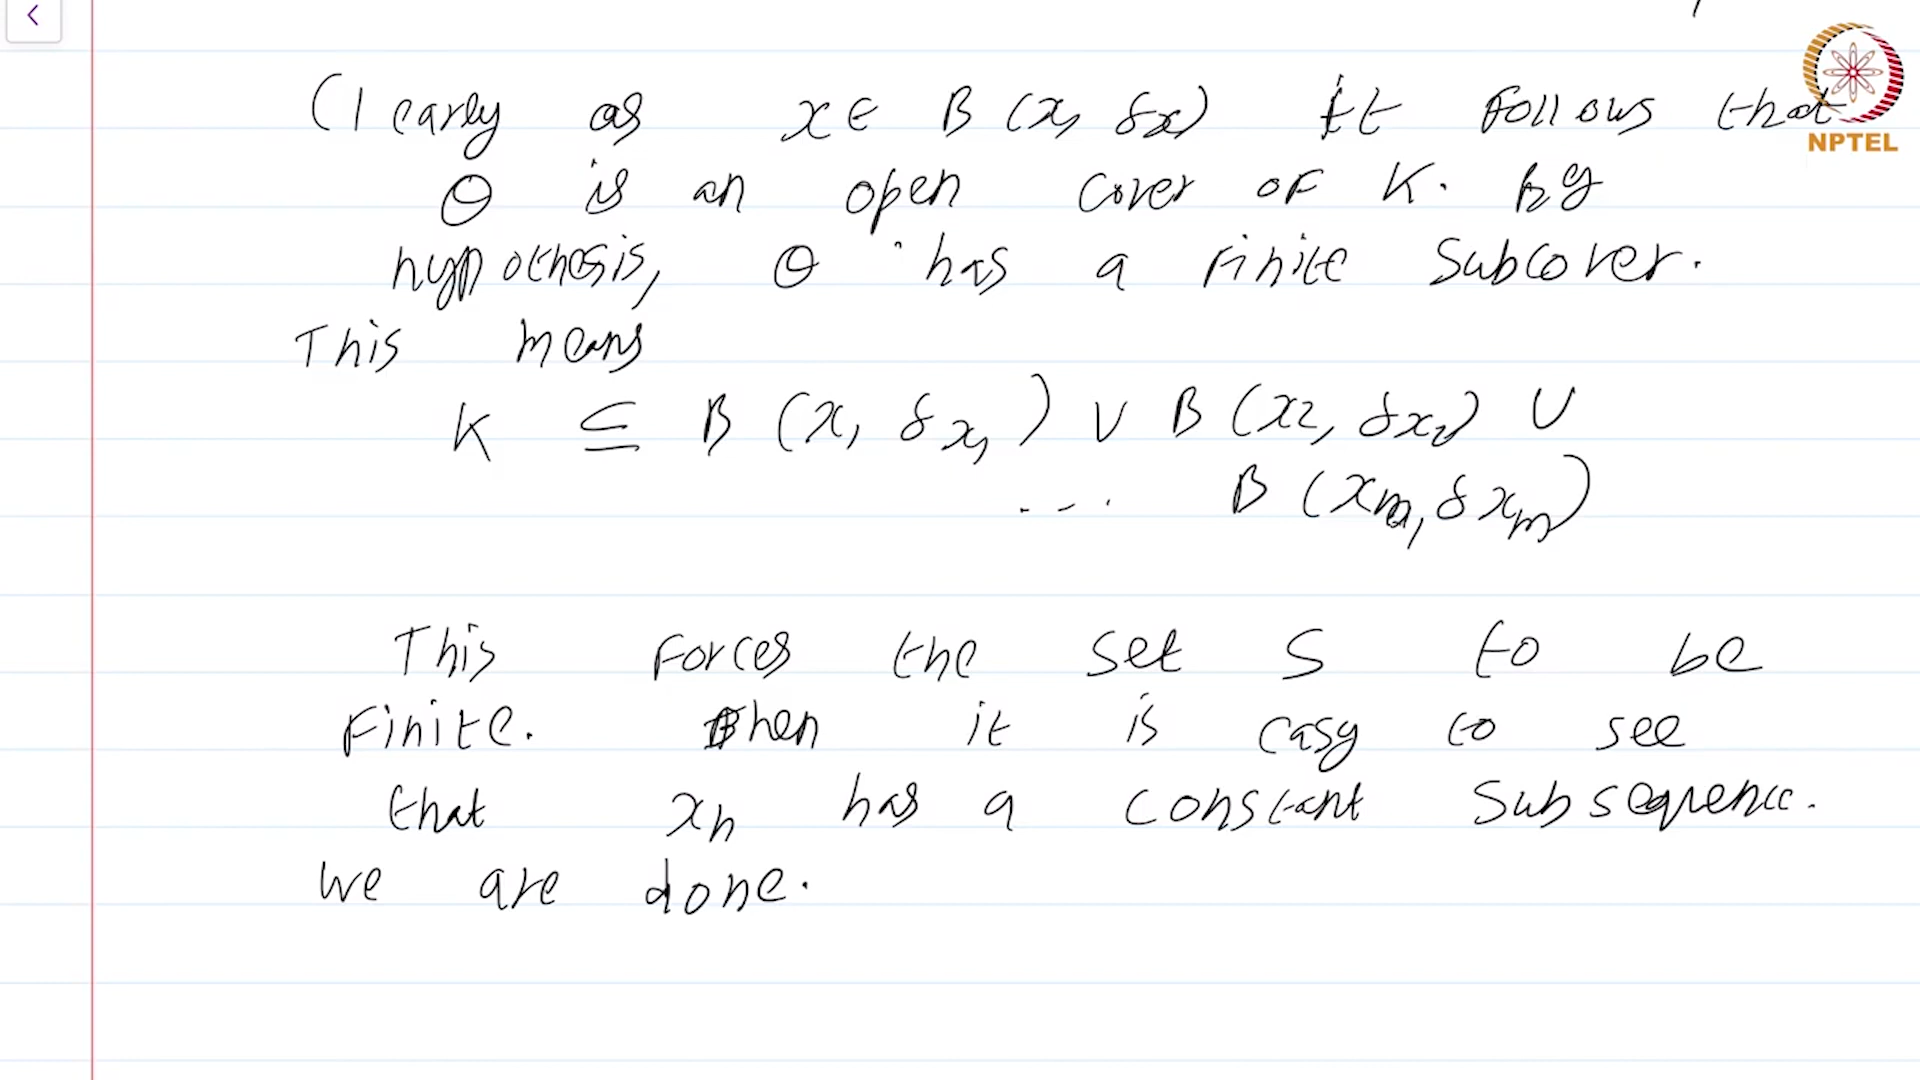 Clearly as x ∈ B (x, δx) it follows that
NPTEL
Θ is an open cover of K. By
hypothesis, Θ has a finite subcover.
This means
K ⊆ B (x₁, δx₁) ∪ B (x₂, δx₂) ∪
... B (xₘ, δxₘ)
This forces the set S to be
finite. Then it is easy to see
that xₙ has a constant subsequence.
we are done.